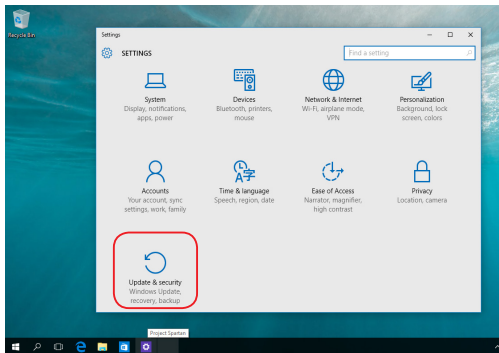 Recycle Bin
Settings
SETTINGS
Find a setting
System
Display, notifications,
apps, power
Devices
Bluetooth, printers,
mouse
Network & Internet
Wi-Fi, airplane mode,
VPN
Personalization
Background, lock
screen, colors
Accounts
Your account, sync
settings, work, family
Time & language
Speech, region, date
Ease of Access
Narrator, magnifier,
high contrast
Privacy
Location, camera
Update & security
Windows Update,
recovery, backup
Project Spartan